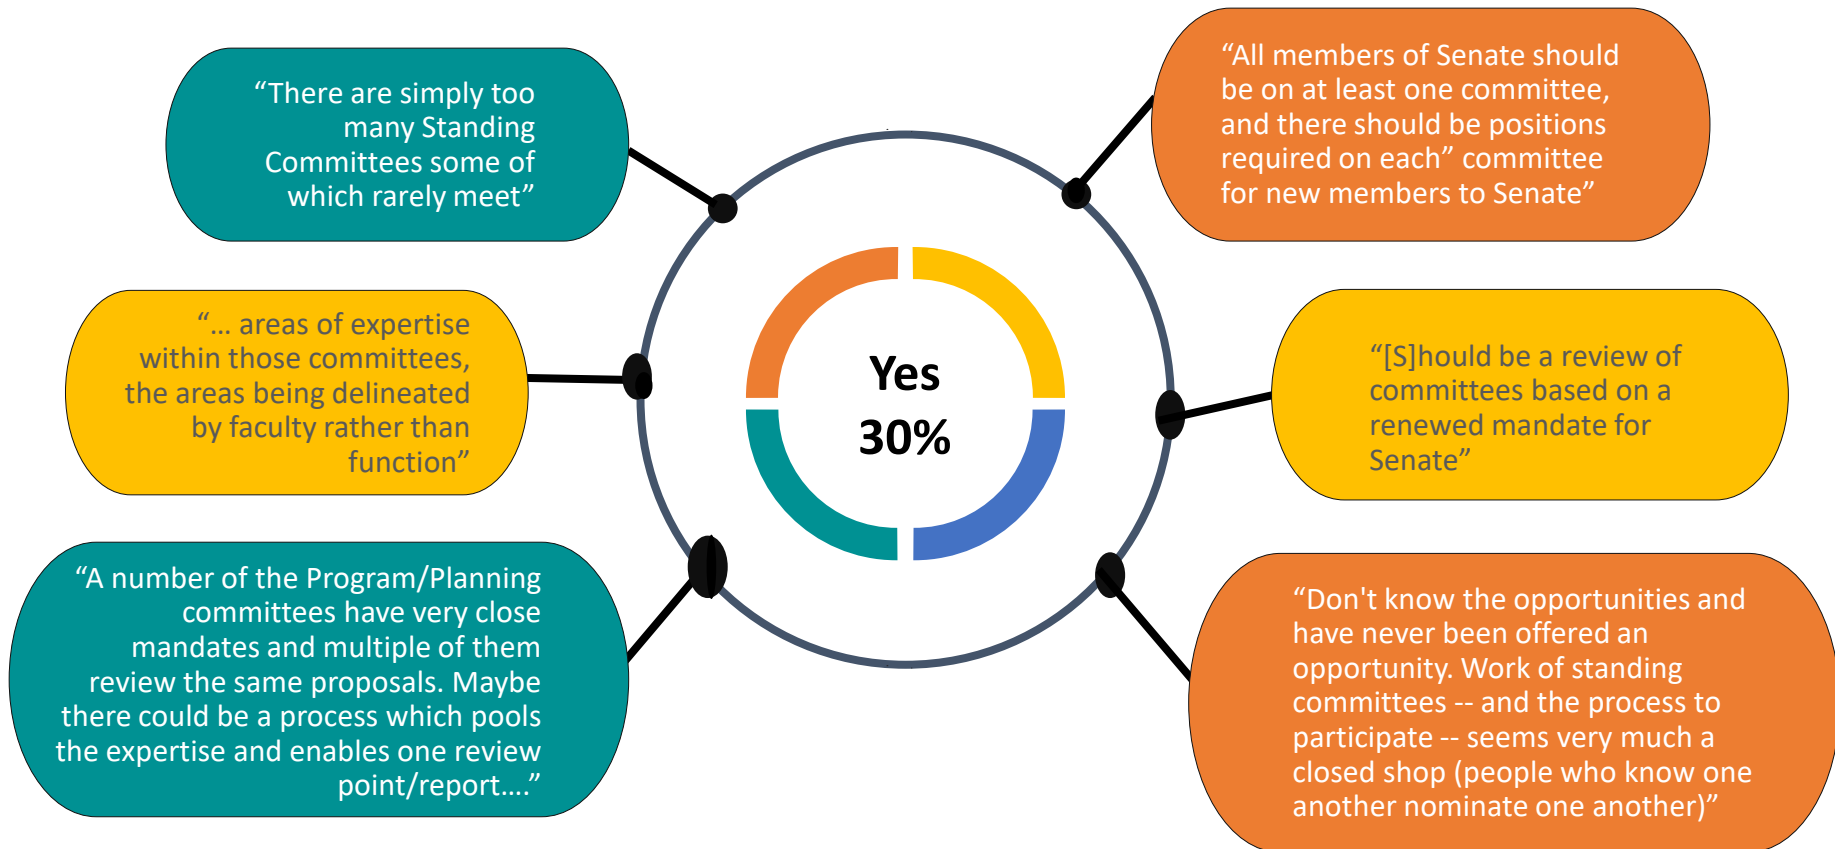 “There are simply too
many Standing
Committees some of
which rarely meet”
“All members of Senate should
be on at least one committee,
and there should be positions
required on each” committee
for new members to Senate”
“… areas of expertise
within those committees,
the areas being delineated
by faculty rather than
function”
Yes
30%
“[S]hould be a review of
committees based on a
renewed mandate for
Senate”
“A number of the Program/Planning
committees have very close
mandates and multiple of them
review the same proposals. Maybe
there could be a process which pools
the expertise and enables one review
point/report….”
“Don't know the opportunities and
have never been offered an
opportunity. Work of standing
committees -- and the process to
participate -- seems very much a
closed shop (people who know one
another nominate one another)”